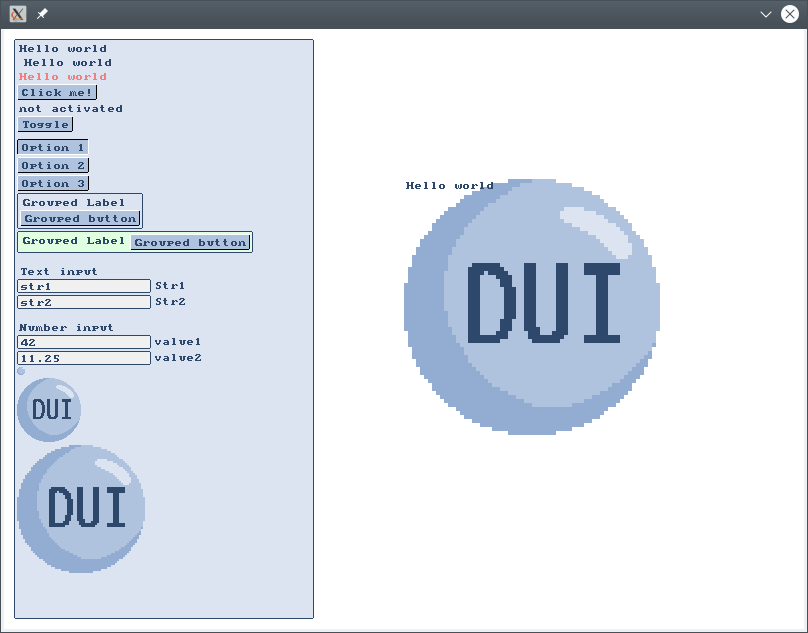 Hello world
Hello world
Hello world
Click me!
not activated
Toggle
Option 1
Option 2
Option 3
Grouped Label
Grouped button
Grouped Label Grouped button
Text input
str1 Str1
str2 Str2
Number input
42 value1
11.25 value2
DUI
DUI
Hello world
DUI